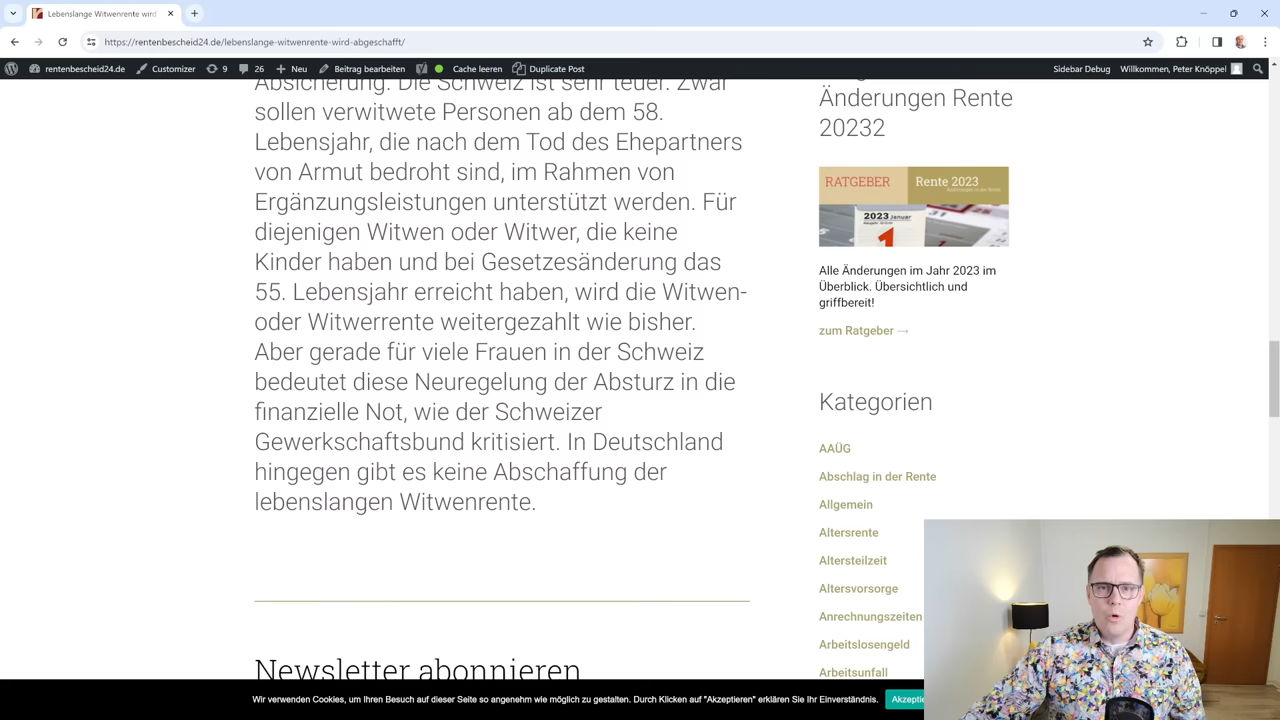 Lebenslange Witwenrente wird
https://rentenbescheid24.de/lebenslange-witwenrente-wird-abgeschafft/
rentenbescheid24.de Customizer 9 26 Neu Beitrag bearbeiten Cache leeren Duplicate Post Sidebar Debug Willkommen, Peter Knöppel
Absicherung. Die Schweiz ist sehr teuer. Zwar
sollen verwitwete Personen ab dem 58.
Lebensjahr, die nach dem Tod des Ehepartners
von Armut bedroht sind, im Rahmen von
Ergänzungsleistungen unterstützt werden. Für
diejenigen Witwen oder Witwer, die keine
Kinder haben und bei Gesetzesänderung das
55. Lebensjahr erreicht haben, wird die Witwen-
oder Witwerrente weitergezahlt wie bisher.
Aber gerade für viele Frauen in der Schweiz
bedeutet diese Neuregelung der Absturz in die
finanzielle Not, wie der Schweizer
Gewerkschaftsbund kritisiert. In Deutschland
hingegen gibt es keine Abschaffung der
lebenslangen Witwenrente.
Newsletter abonnieren
Änderungen Rente
20232
RATGEBER Rente 2023
2023 Januar
1
Alle Änderungen im Jahr 2023 im
Überblick. Übersichtlich und
griffbereit!
zum Ratgeber →
Kategorien
AAÜG
Abschlag in der Rente
Allgemein
Altersrente
Altersteilzeit
Altersvorsorge
Anrechnungszeiten
Arbeitslosengeld
Arbeitsunfall
Wir verwenden Cookies, um Ihren Besuch auf dieser Seite so angenehm wie möglich zu gestalten. Durch Klicken auf "Akzeptieren" erklären Sie Ihr Einverständnis. Akzeptie